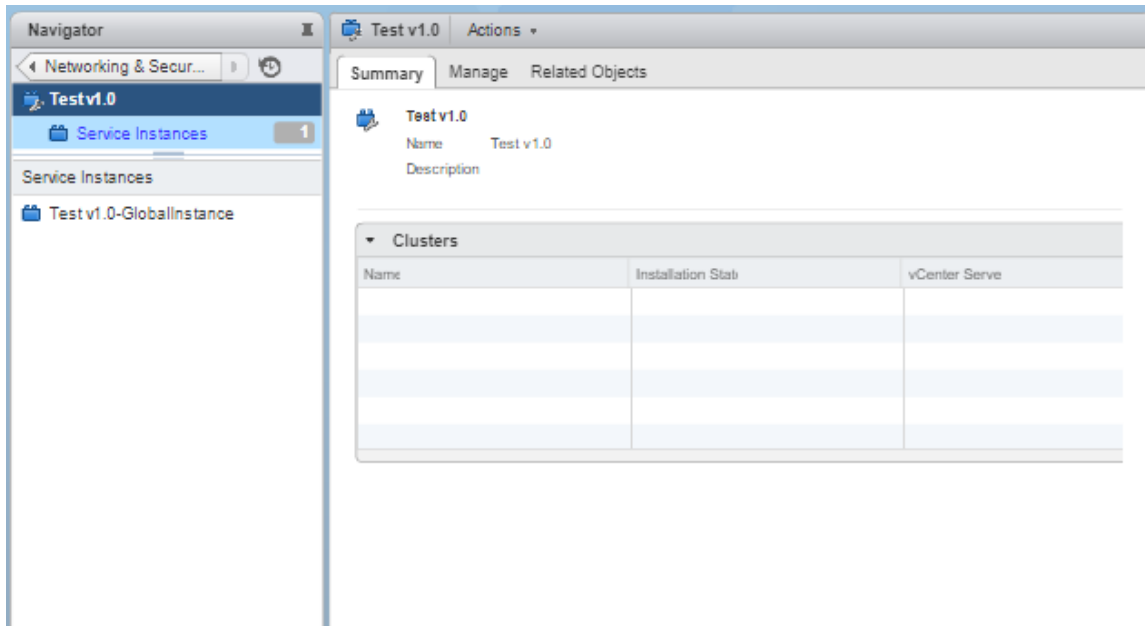 Navigator
Networking & Secur...
Test v1.0
Service Instances 1
Service Instances
Test v1.0-GlobalInstance
Test v1.0 Actions
Summary Manage Related Objects
Test v1.0
Name Test v1.0
Description
Clusters
Name Installation Stat vCenter Serve